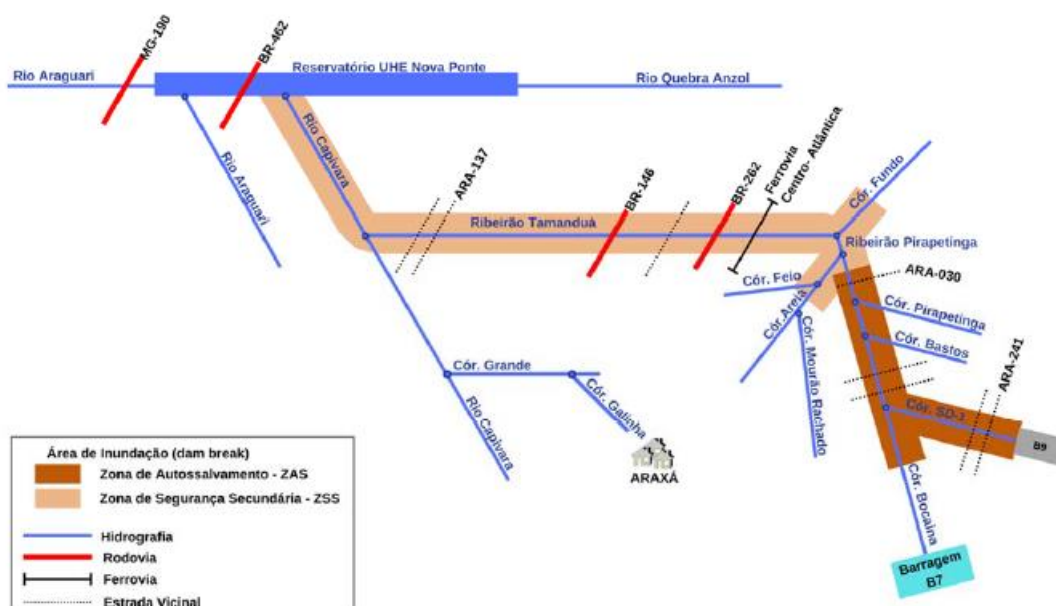 MG-190
BR-462
Rio Araguari
Reservatório UHE Nova Ponte
Rio Quebra Anzol
Rio Araguari
Rio Capivara
ARA-137
BR-146
BR-262
Ferrovia
Centro- Atlântica
Cór. Fundo
Ribeirão Tamanduá
Ribeirão Pirapetinga
Cór. Feio
Cór.Areia
ARA-030
Cór. Pirapetinga
Cór. Bastos
Cór. Mourão Rachado
ARA-241
Cór. SD-1
B9
Cór. Grande
Cór. Galinha
Rio Capivara
ARAXÁ
Cór. Bocaina
Barragem
B7
Área de Inundação (dam break)
Zona de Autossalvamento - ZAS
Zona de Segurança Secundária - ZSS
Hidrografia
Rodovia
Ferrovia
Estrada Vicinal